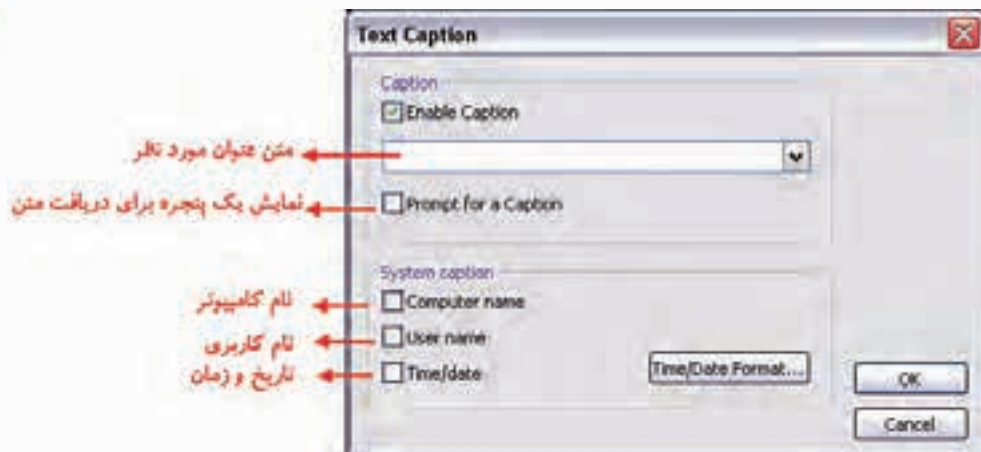 Text Caption
Caption
Enable Caption
متن عنوان مورد نظر
Prompt for a Caption
نمایش یک پنجره برای دریافت متن
System caption
Computer name
نام کامپیوتر
User name
نام کاربری
Time/date
تاریخ و زمان
Time/Date Format...
OK
Cancel